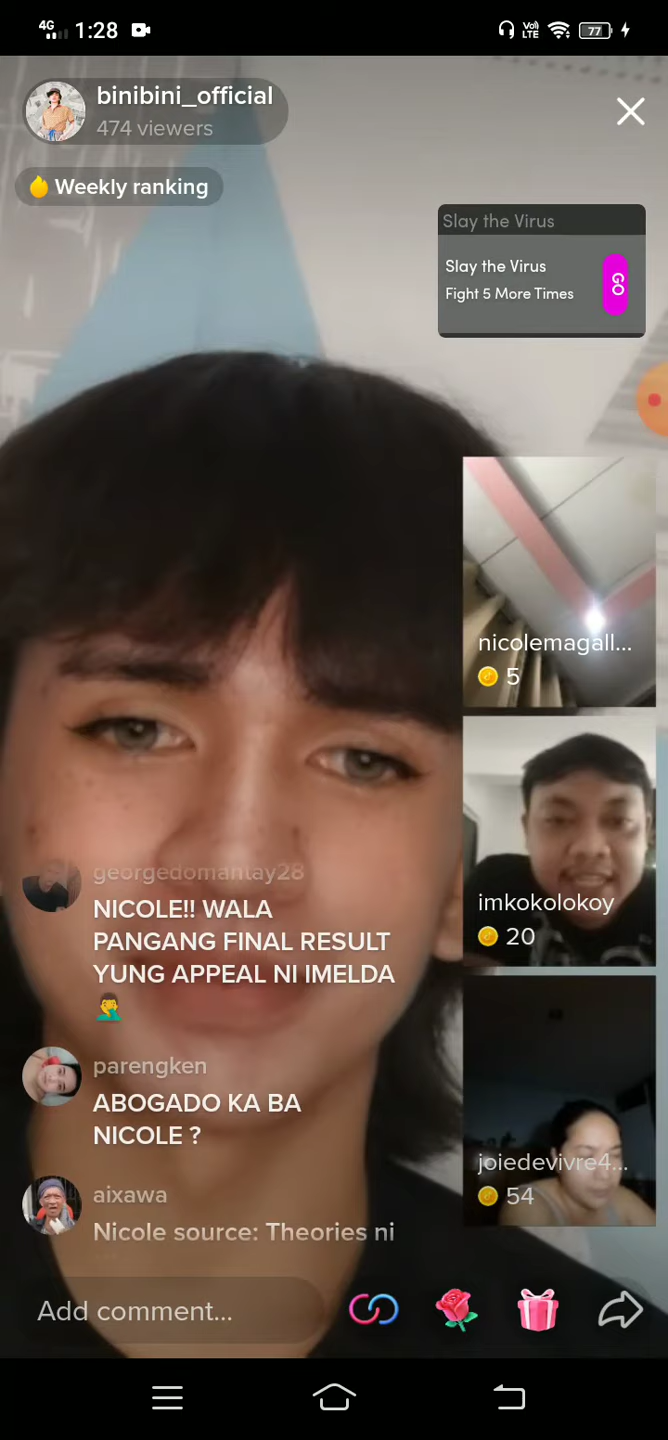 4G
1:28
Vo))
LTE
77
binibini_official
474 viewers
Weekly ranking
Slay the Virus
Slay the Virus
Fight 5 More Times
GO
nicolemagall...
5
imkokolokoy
20
joiedevivre4...
54
georgedomantay28
NICOLE!! WALA
PANGANG FINAL RESULT
YUNG APPEAL NI IMELDA
🤦‍♂️
parengken
ABOGADO KA BA
NICOLE ?
aixawa
Nicole source: Theories ni
Add comment...